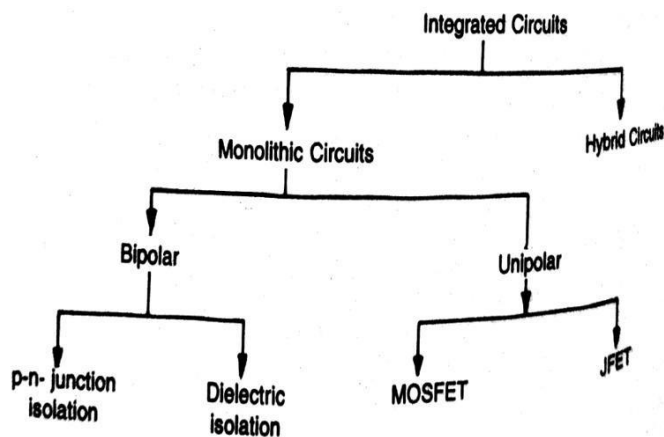 Integrated Circuits
Monolithic Circuits
Hybrid Circuits
Bipolar
Unipolar
p-n- junction
isolation
Dielectric
isolation
MOSFET
JFET